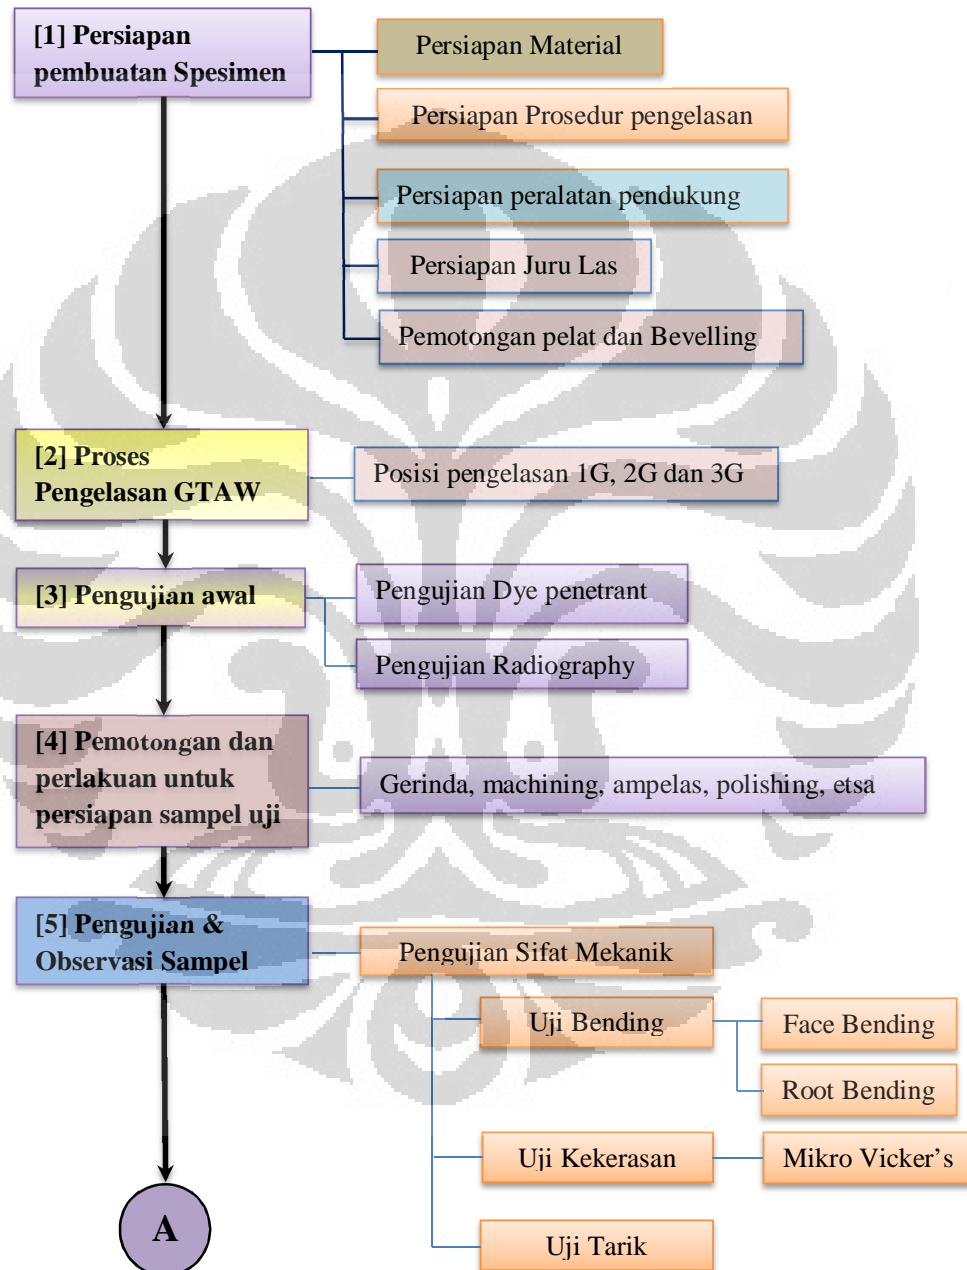 [1] Persiapan
pembuatan Spesimen
Persiapan Material
Persiapan Prosedur pengelasan
Persiapan peralatan pendukung
Persiapan Juru Las
Pemotongan pelat dan Bevelling
[2] Proses
Pengelasan GTAW
Posisi pengelasan 1G, 2G dan 3G
[3] Pengujian awal
Pengujian Dye penetrant
Pengujian Radiography
[4] Pemotongan dan
perlakuan untuk
persiapan sampel uji
Gerinda, machining, ampelas, polishing, etsa
[5] Pengujian &
Observasi Sampel
Pengujian Sifat Mekanik
Uji Bending
Face Bending
Root Bending
Uji Kekerasan
Mikro Vicker’s
Uji Tarik
A